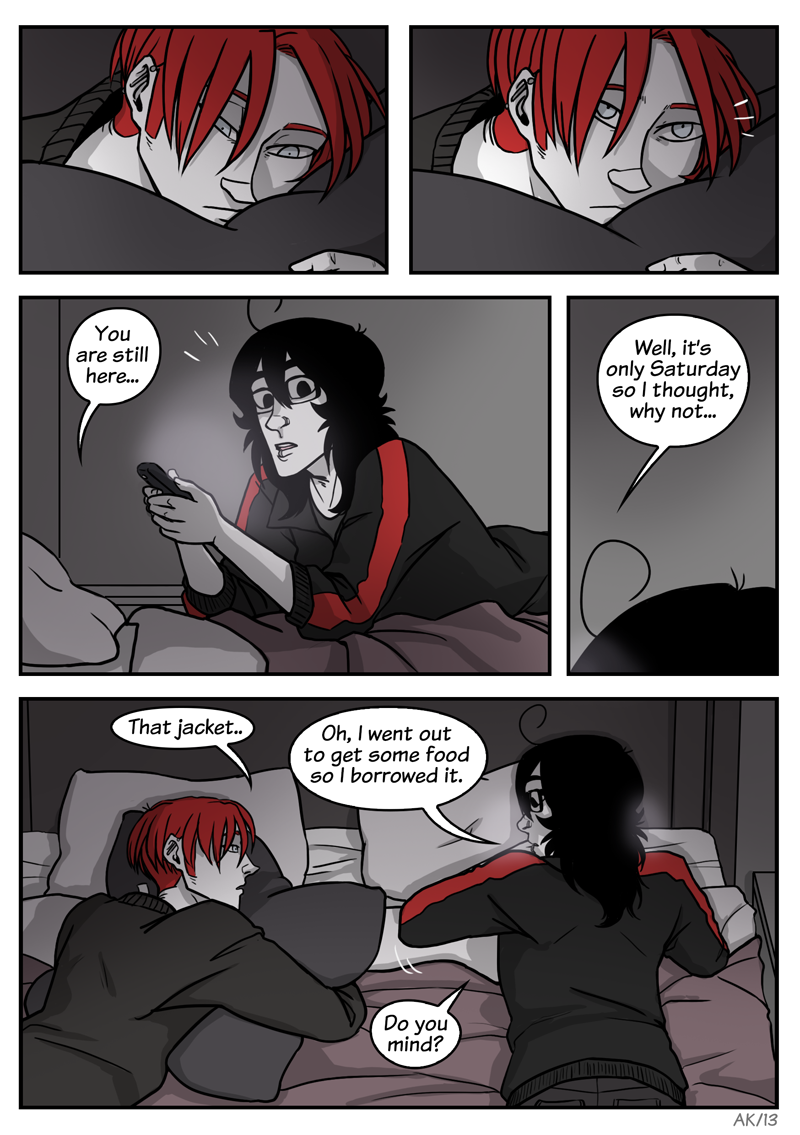 You
are still
here...
Well, it's
only Saturday
so I thought,
why not...
That jacket..
Oh, I went out
to get some food
so I borrowed it.
Do you
mind?
AK/13